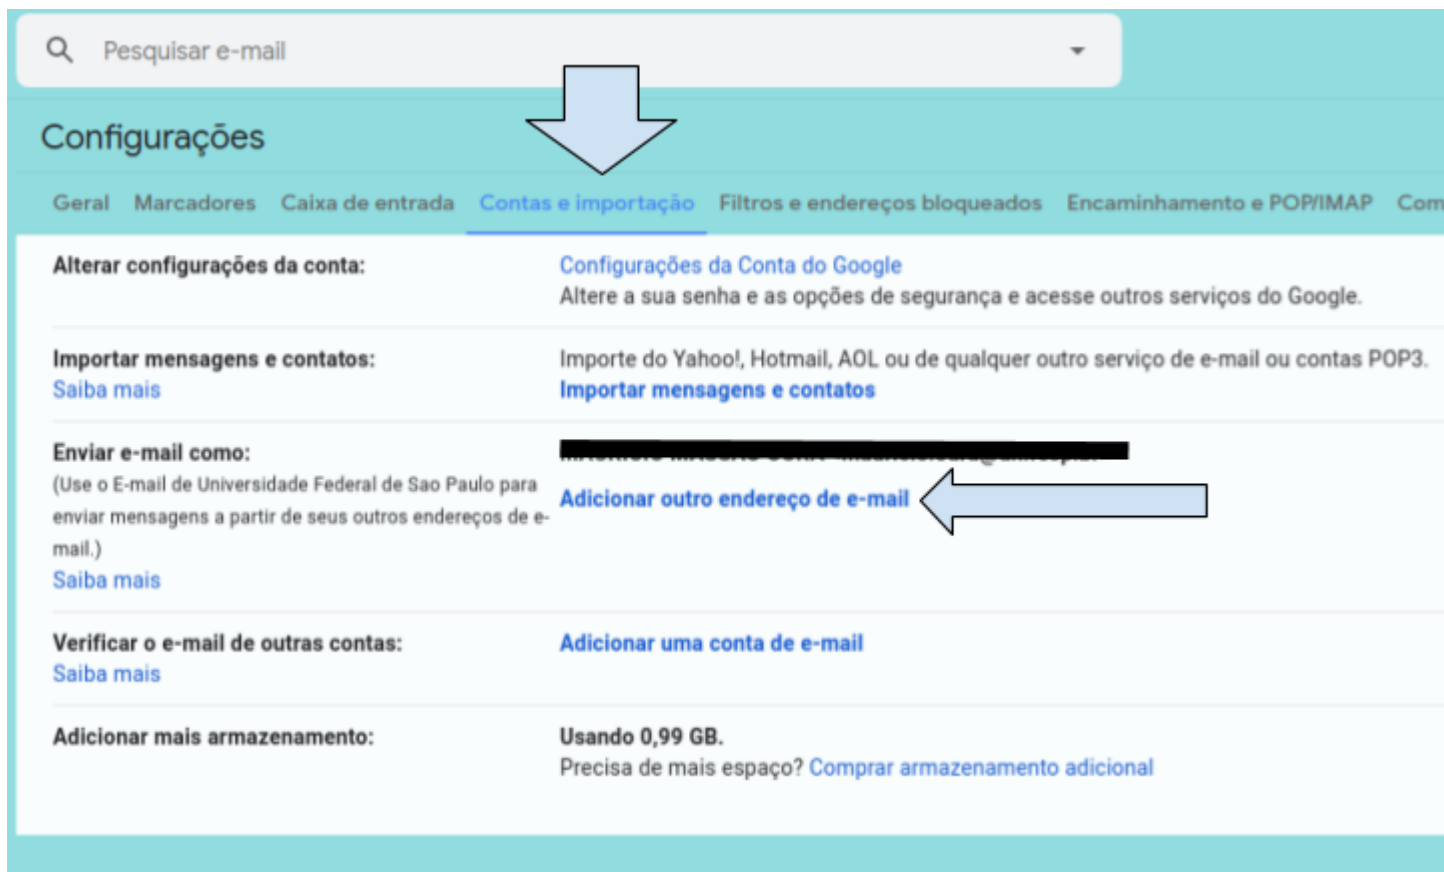 Pesquisar e-mail
Configurações
Geral Marcadores Caixa de entrada Contas e importação Filtros e endereços bloqueados Encaminhamento e POP/IMAP Com
Alterar configurações da conta: Configurações da Conta do Google
Altere a sua senha e as opções de segurança e acesse outros serviços do Google.
Importar mensagens e contatos: Importe do Yahoo!, Hotmail, AOL ou de qualquer outro serviço de e-mail ou contas POP3.
Saiba mais Importar mensagens e contatos
Enviar e-mail como:
(Use o E-mail de Universidade Federal de Sao Paulo para
enviar mensagens a partir de seus outros endereços de e-
mail.)
Saiba mais
Adicionar outro endereço de e-mail
Verificar o e-mail de outras contas: Adicionar uma conta de e-mail
Saiba mais
Adicionar mais armazenamento: Usando 0,99 GB.
Precisa de mais espaço? Comprar armazenamento adicional